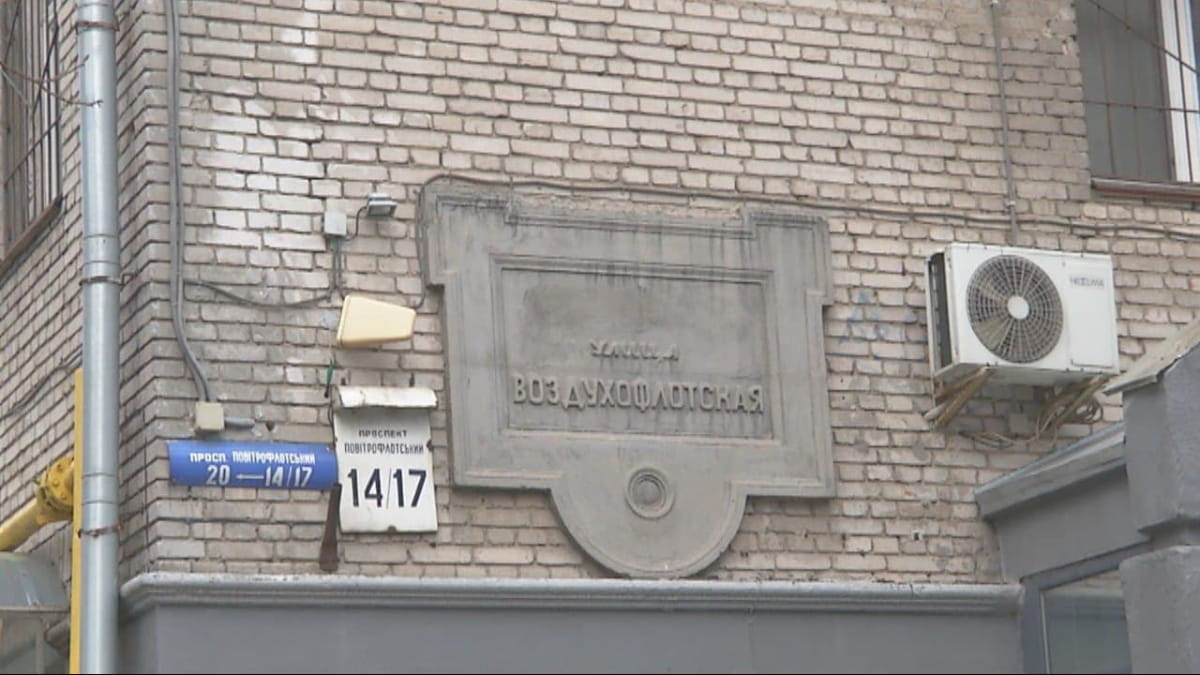 ПРОСП. ПОВІТРОФЛОТСЬКИЙ
20 ← 14/17
ПРОСПЕКТ
ПОВІТРОФЛОТСЬКИЙ
14/17
УЛИЦА
ВОЗДУХОФЛОТСКАЯ